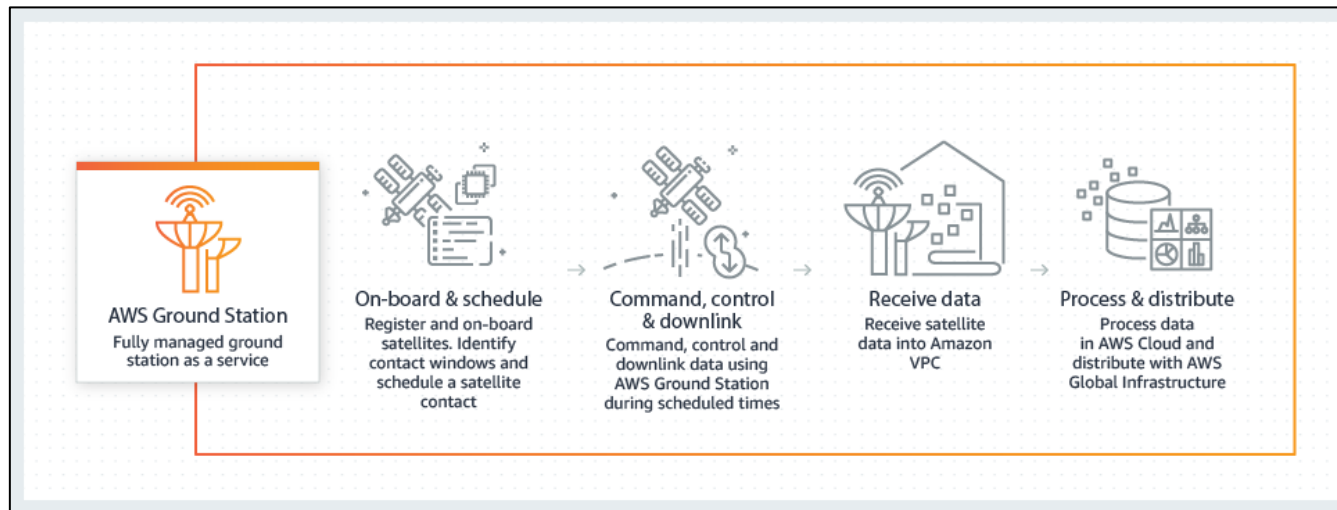 AWS Ground Station
Fully managed ground
station as a service
On-board & schedule
Register and on-board
satellites. Identify
contact windows and
schedule a satellite
contact
Command, control
& downlink
Command, control and
downlink data using
AWS Ground Station
during scheduled times
Receive data
Receive satellite
data into Amazon
VPC
Process & distribute
Process data
in AWS Cloud and
distribute with AWS
Global Infrastructure